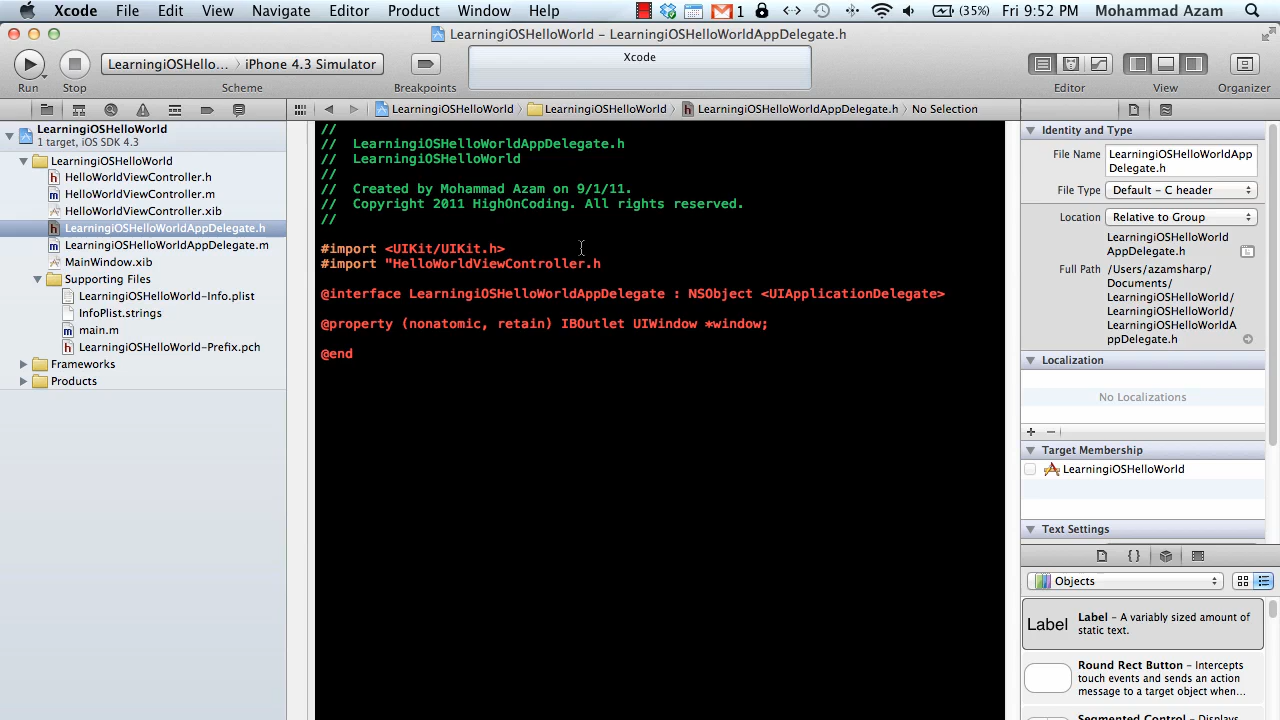 Xcode File Edit View Navigate Editor Product Window Help 1 (35%) Fri 9:52 PM Mohammad Azam
LearningiOSHelloWorld – LearningiOSHelloWorldAppDelegate.h
LearningiOSHello... iPhone 4.3 Simulator
Xcode
Run Stop Scheme Breakpoints Editor View Organizer
LearningiOSHelloWorld LearningiOSHelloWorld LearningiOSHelloWorldAppDelegate.h No Selection
LearningiOSHelloWorld
1 target, iOS SDK 4.3
LearningiOSHelloWorld
HelloWorldViewController.h
HelloWorldViewController.m
HelloWorldViewController.xib
LearningiOSHelloWorldAppDelegate.h
LearningiOSHelloWorldAppDelegate.m
MainWindow.xib
Supporting Files
LearningiOSHelloWorld-Info.plist
InfoPlist.strings
main.m
LearningiOSHelloWorld-Prefix.pch
Frameworks
Products
//
//  LearningiOSHelloWorldAppDelegate.h
//  LearningiOSHelloWorld
//
//  Created by Mohammad Azam on 9/1/11.
//  Copyright 2011 HighOnCoding. All rights reserved.
//
#import <UIKit/UIKit.h>
#import "HelloWorldViewController.h
@interface LearningiOSHelloWorldAppDelegate : NSObject <UIApplicationDelegate>
@property (nonatomic, retain) IBOutlet UIWindow *window;
@end
Identity and Type
File Name LearningiOSHelloWorldApp
Delegate.h
File Type Default - C header
Location Relative to Group
LearningiOSHelloWorld
AppDelegate.h
Full Path /Users/azamsharp/
Documents/
LearningiOSHelloWorld/
LearningiOSHelloWorld/
LearningiOSHelloWorldA
ppDelegate.h
Localization
No Localizations
+ −
Target Membership
LearningiOSHelloWorld
Text Settings
{}
Objects
Label Label – A variably sized amount of
static text.
Round Rect Button – Intercepts
touch events and sends an action
message to a target object when...
Segmented Control – Displays